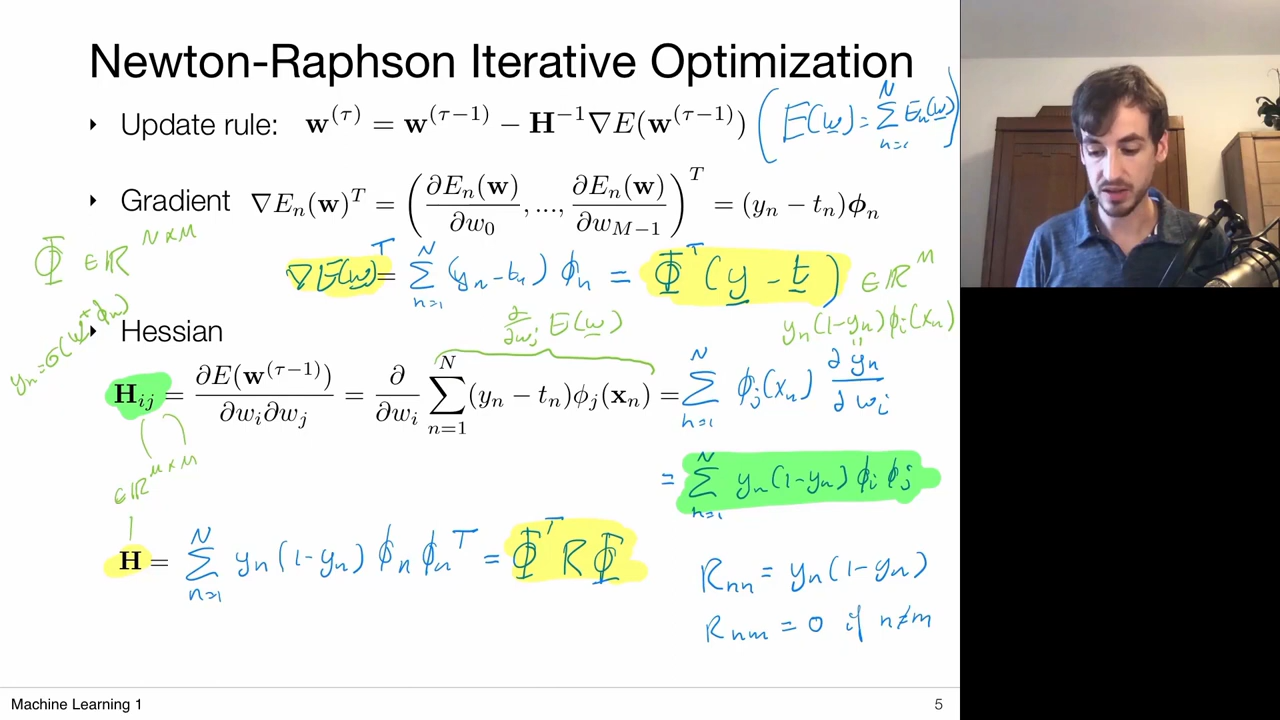 Newton-Raphson Iterative Optimization
‣ Update rule: w^(τ) = w^(τ−1) − H^−1 ∇E(w^(τ−1)) ( E(w) = Σ_{n=1}^N E_n(w) )
‣ Gradient ∇E_n(w)^T = (∂E_n(w)/∂w_0, ..., ∂E_n(w)/∂w_{M−1})^T = (y_n − t_n)ϕ_n
Φ ∈ ℝ^{N×M}
∇E(w)^T = Σ_{n=1}^N (y_n − t_n) ϕ_n = Φ^T (y − t) ∈ ℝ^M
‣ Hessian
∂/∂w_j E(w)
y_n(1−y_n)ϕ_i(x_n)
H_ij = ∂E(w^(τ−1))/∂w_i∂w_j = ∂/∂w_i Σ_{n=1}^N (y_n − t_n)ϕ_j(x_n) = Σ_{n=1}^N ϕ_j(x_n) ∂y_n/∂w_i
= Σ_{n=1}^N y_n(1−y_n) ϕ_i ϕ_j
∈ ℝ^{M×M}
H = Σ_{n=1}^N y_n(1−y_n) ϕ_n ϕ_n^T = Φ^T R Φ
R_nn = y_n(1−y_n)
R_nm = 0 if n≠m
Machine Learning 1
5